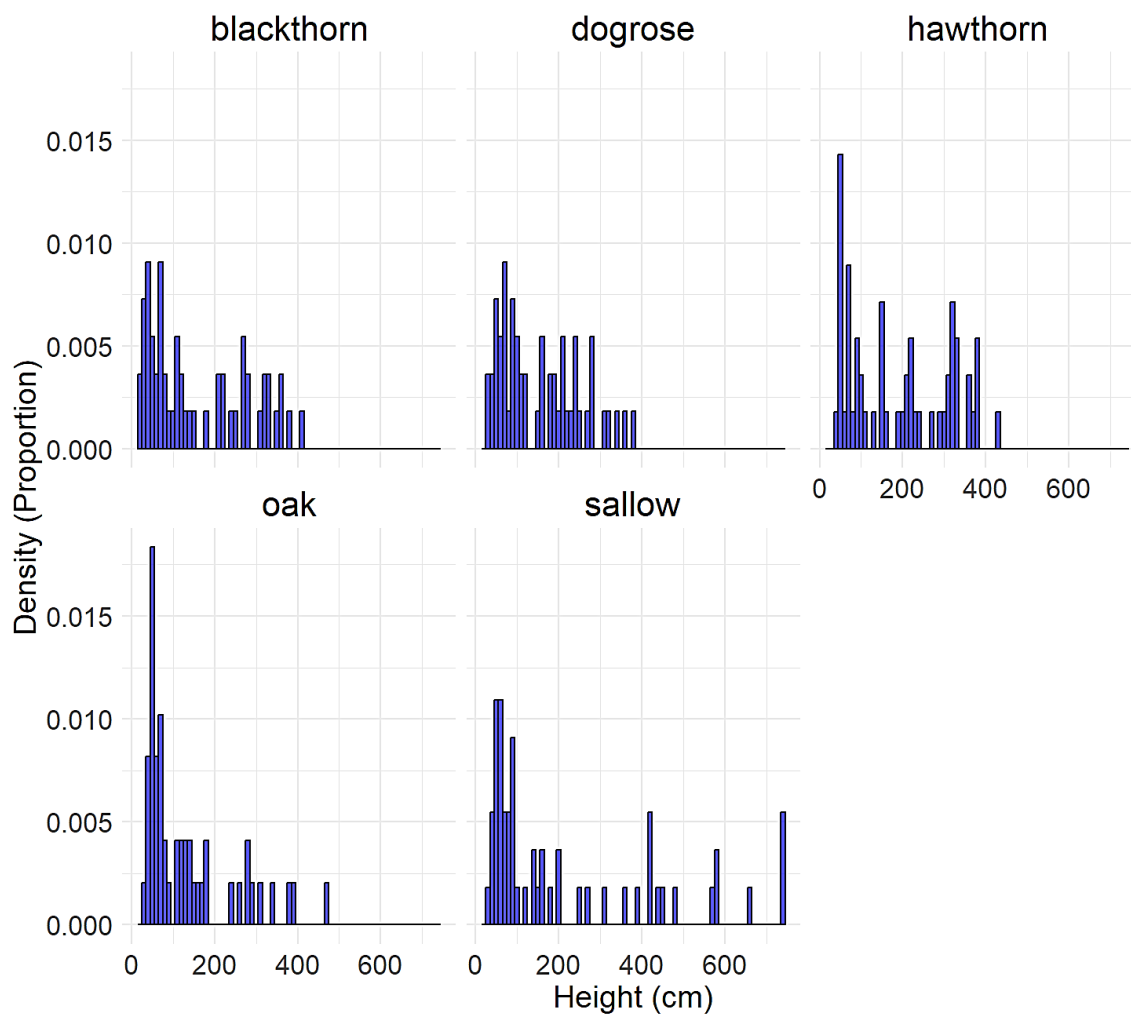 blackthorn dogrose hawthorn
0.015
0.010
0.005
0.000
0 200 400 600
oak sallow
Density (Proportion)
0.015
0.010
0.005
0.000
0 200 400 600 0 200 400 600
Height (cm)